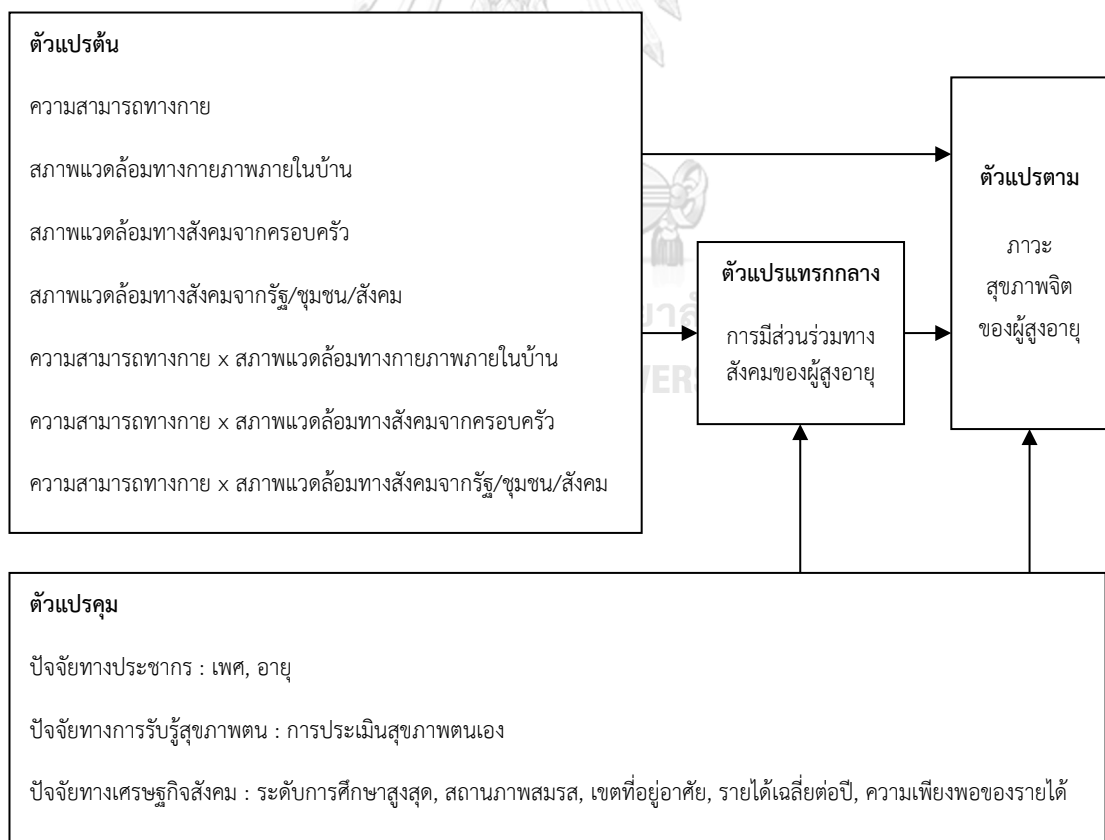 ตัวแปรต้น
ความสามารถทางกาย
สภาพแวดล้อมทางกายภาพภายในบ้าน
สภาพแวดล้อมทางสังคมจากครอบครัว
สภาพแวดล้อมทางสังคมจากรัฐ/ชุมชน/สังคม
ความสามารถทางกาย x สภาพแวดล้อมทางกายภาพภายในบ้าน
ความสามารถทางกาย x สภาพแวดล้อมทางสังคมจากครอบครัว
ความสามารถทางกาย x สภาพแวดล้อมทางสังคมจากรัฐ/ชุมชน/สังคม
ตัวแปรแทรกกลาง
การมีส่วนร่วมทาง
สังคมของผู้สูงอายุ
ตัวแปรตาม
ภาวะ
สุขภาพจิต
ของผู้สูงอายุ
ตัวแปรคุม
ปัจจัยทางประชากร : เพศ, อายุ
ปัจจัยทางการรับรู้สุขภาพตน : การประเมินสุขภาพตนเอง
ปัจจัยทางเศรษฐกิจสังคม : ระดับการศึกษาสูงสุด, สถานภาพสมรส, เขตที่อยู่อาศัย, รายได้เฉลี่ยต่อปี, ความเพียงพอของรายได้